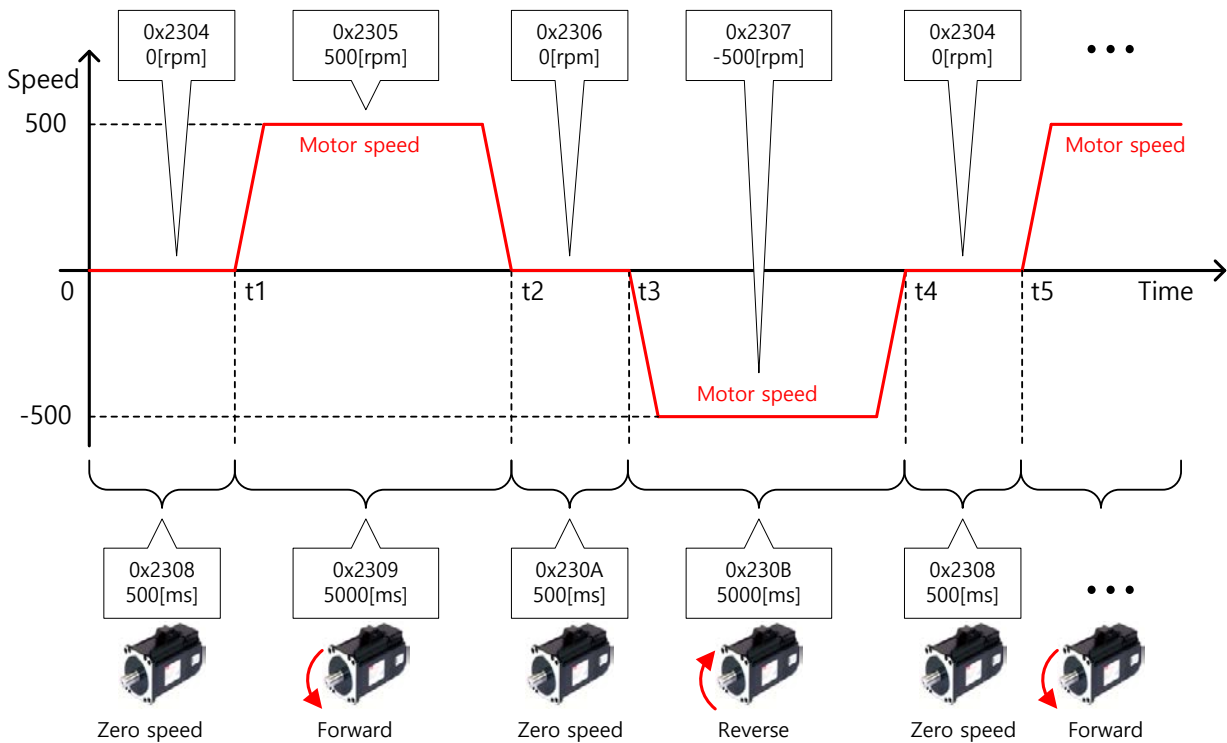 0x2304
0[rpm]
0x2305
500[rpm]
0x2306
0[rpm]
0x2307
-500[rpm]
0x2304
0[rpm]
Speed
500
Motor speed
Motor speed
0
t1
t2
t3
t4
t5
Time
Motor speed
-500
0x2308
500[ms]
0x2309
5000[ms]
0x230A
500[ms]
0x230B
5000[ms]
0x2308
500[ms]
Zero speed
Forward
Zero speed
Reverse
Zero speed
Forward